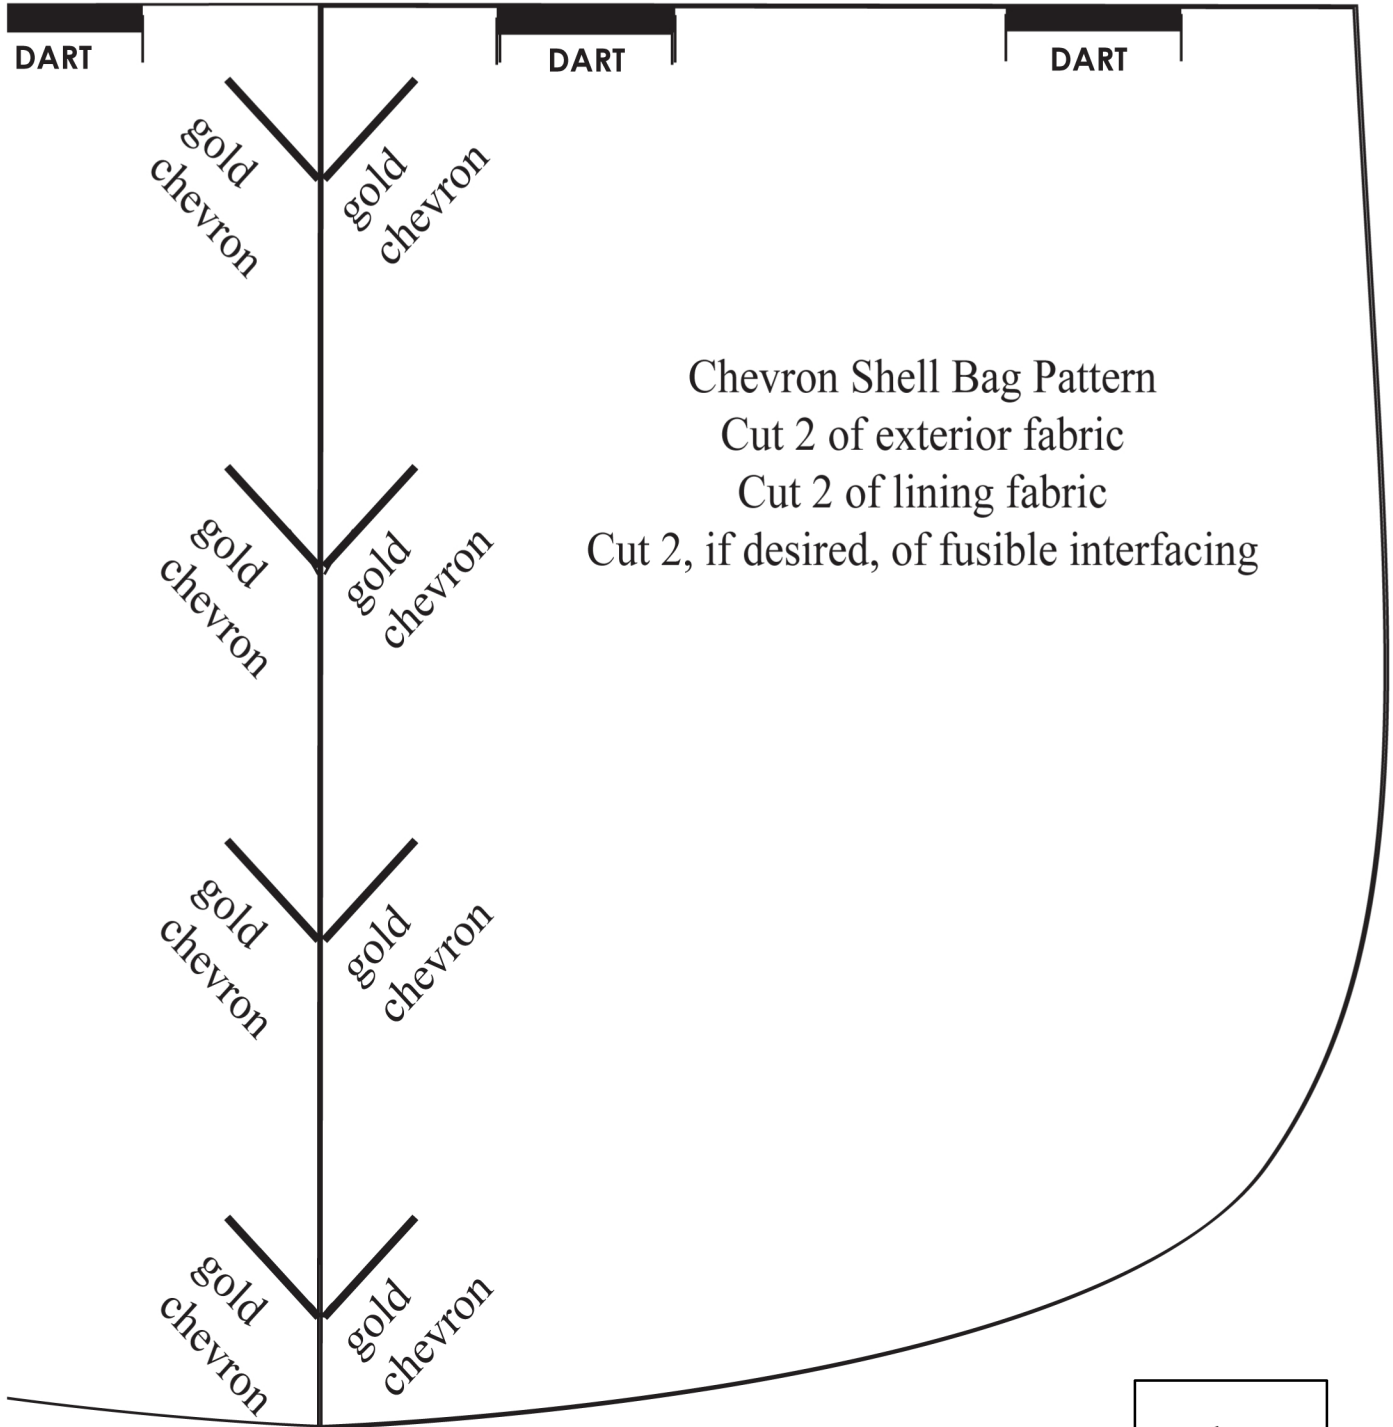 DART
DART
DART
gold
chevron
gold
chevron
Chevron Shell Bag Pattern
Cut 2 of exterior fabric
Cut 2 of lining fabric
Cut 2, if desired, of fusible interfacing
gold
chevron
gold
chevron
gold
chevron
gold
chevron
gold
chevron
gold
chevron